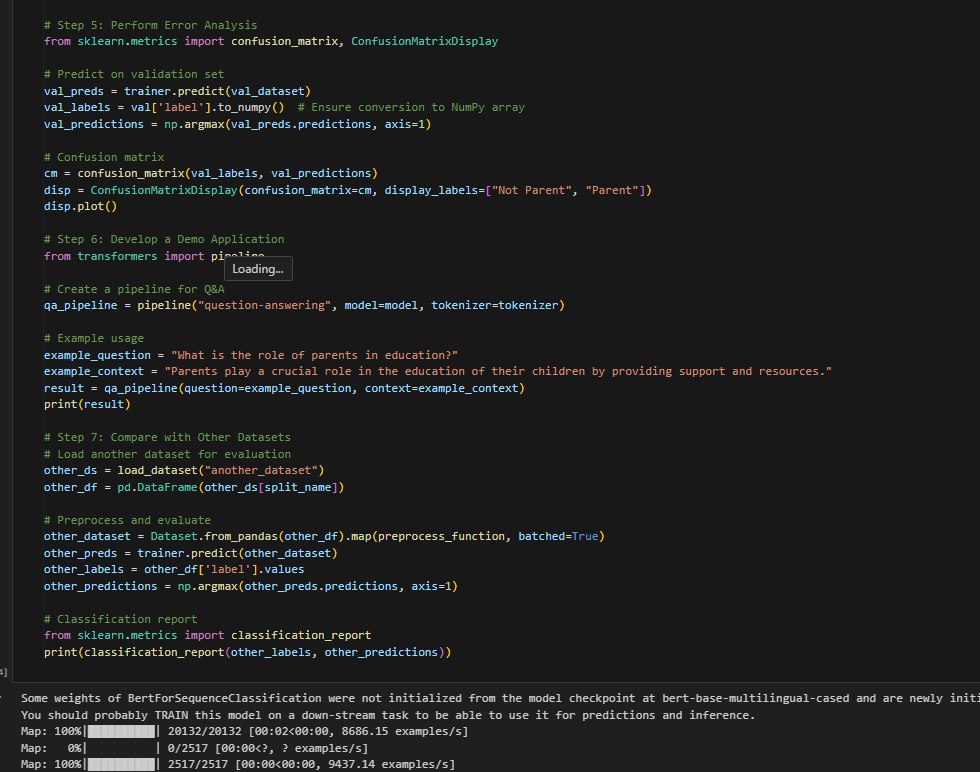 # Step 5: Perform Error Analysis
from sklearn.metrics import confusion_matrix, ConfusionMatrixDisplay
# Predict on validation set
val_preds = trainer.predict(val_dataset)
val_labels = val['label'].to_numpy()  # Ensure conversion to NumPy array
val_predictions = np.argmax(val_preds.predictions, axis=1)
# Confusion matrix
cm = confusion_matrix(val_labels, val_predictions)
disp = ConfusionMatrixDisplay(confusion_matrix=cm, display_labels=["Not Parent", "Parent"])
disp.plot()
# Step 6: Develop a Demo Application
from transformers import pipeline
Loading...
# Create a pipeline for Q&A
qa_pipeline = pipeline("question-answering", model=model, tokenizer=tokenizer)
# Example usage
example_question = "What is the role of parents in education?"
example_context = "Parents play a crucial role in the education of their children by providing support and resources."
result = qa_pipeline(question=example_question, context=example_context)
print(result)
# Step 7: Compare with Other Datasets
# Load another dataset for evaluation
other_ds = load_dataset("another_dataset")
other_df = pd.DataFrame(other_ds[split_name])
# Preprocess and evaluate
other_dataset = Dataset.from_pandas(other_df).map(preprocess_function, batched=True)
other_preds = trainer.predict(other_dataset)
other_labels = other_df['label'].values
other_predictions = np.argmax(other_preds.predictions, axis=1)
# Classification report
from sklearn.metrics import classification_report
print(classification_report(other_labels, other_predictions))
4]
Some weights of BertForSequenceClassification were not initialized from the model checkpoint at bert-base-multilingual-cased and are newly initi
You should probably TRAIN this model on a down-stream task to be able to use it for predictions and inference.
Map: 100%|██████████| 20132/20132 [00:02<00:00, 8686.15 examples/s]
Map:   0%|          | 0/2517 [00:00<?, ? examples/s]
Map: 100%|██████████| 2517/2517 [00:00<00:00, 9437.14 examples/s]